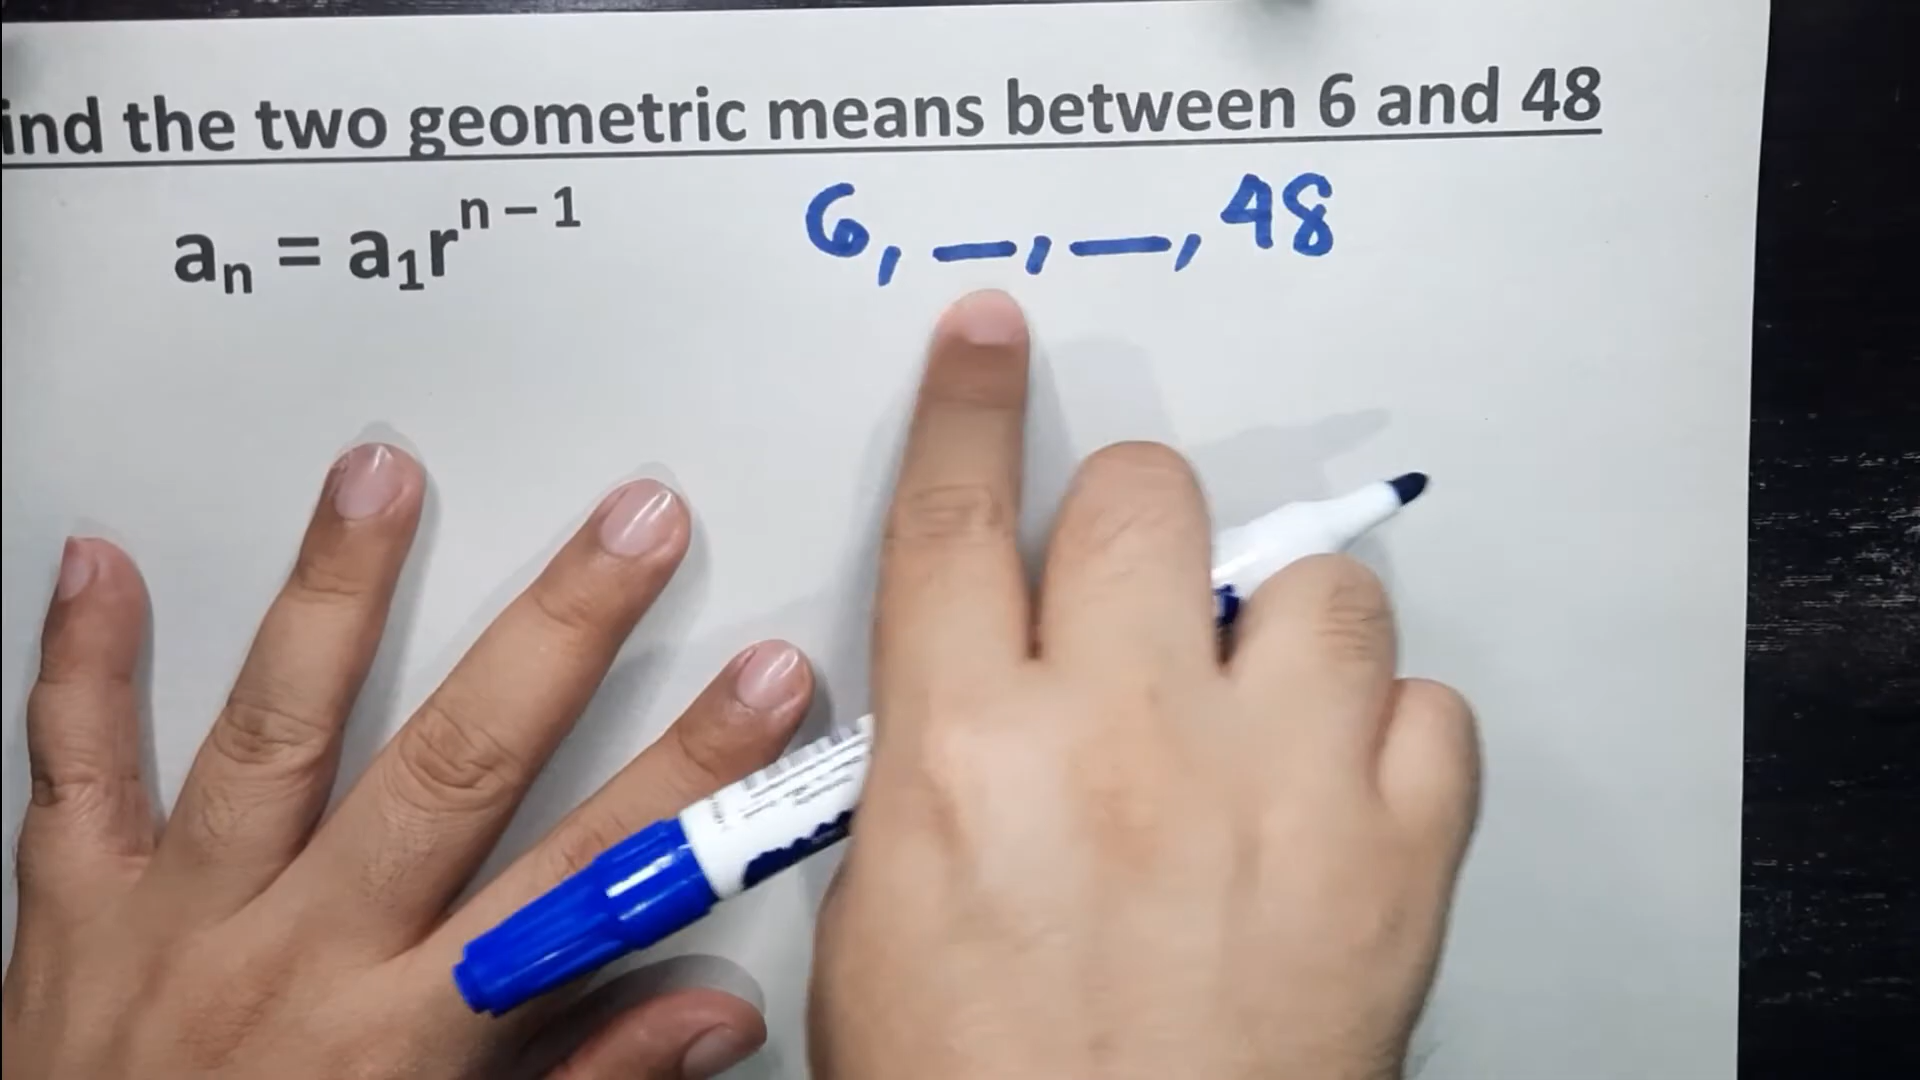 ind the two geometric means between 6 and 48
aₙ = a₁rⁿ⁻¹
6, _, _, 48